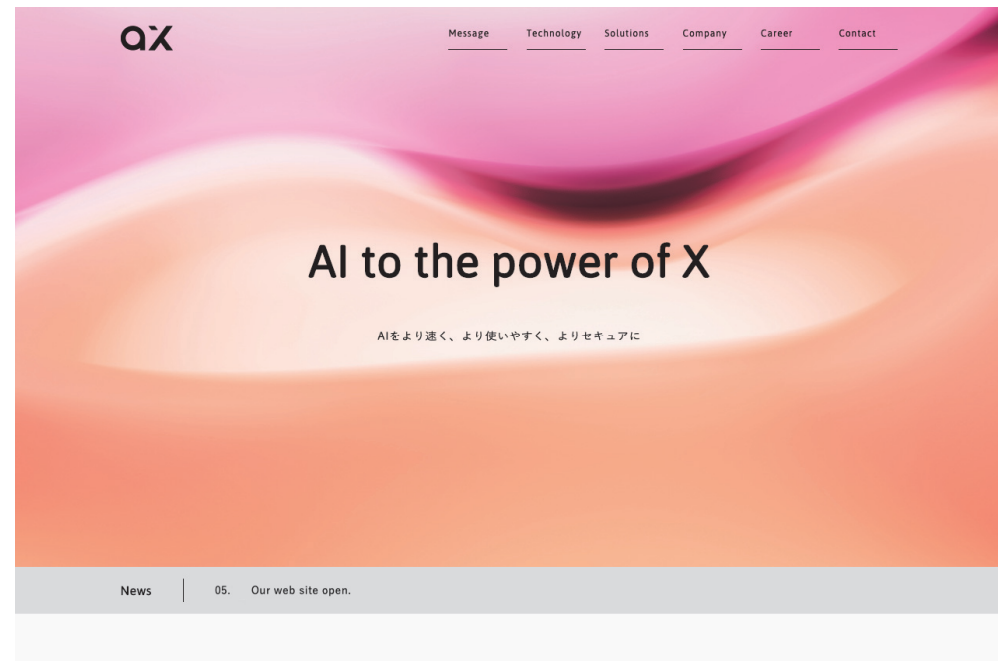 ax
Message Technology Solutions Company Career Contact
AI to the power of X
AIをより速く、より使いやすく、よりセキュアに
News 05. Our web site open.